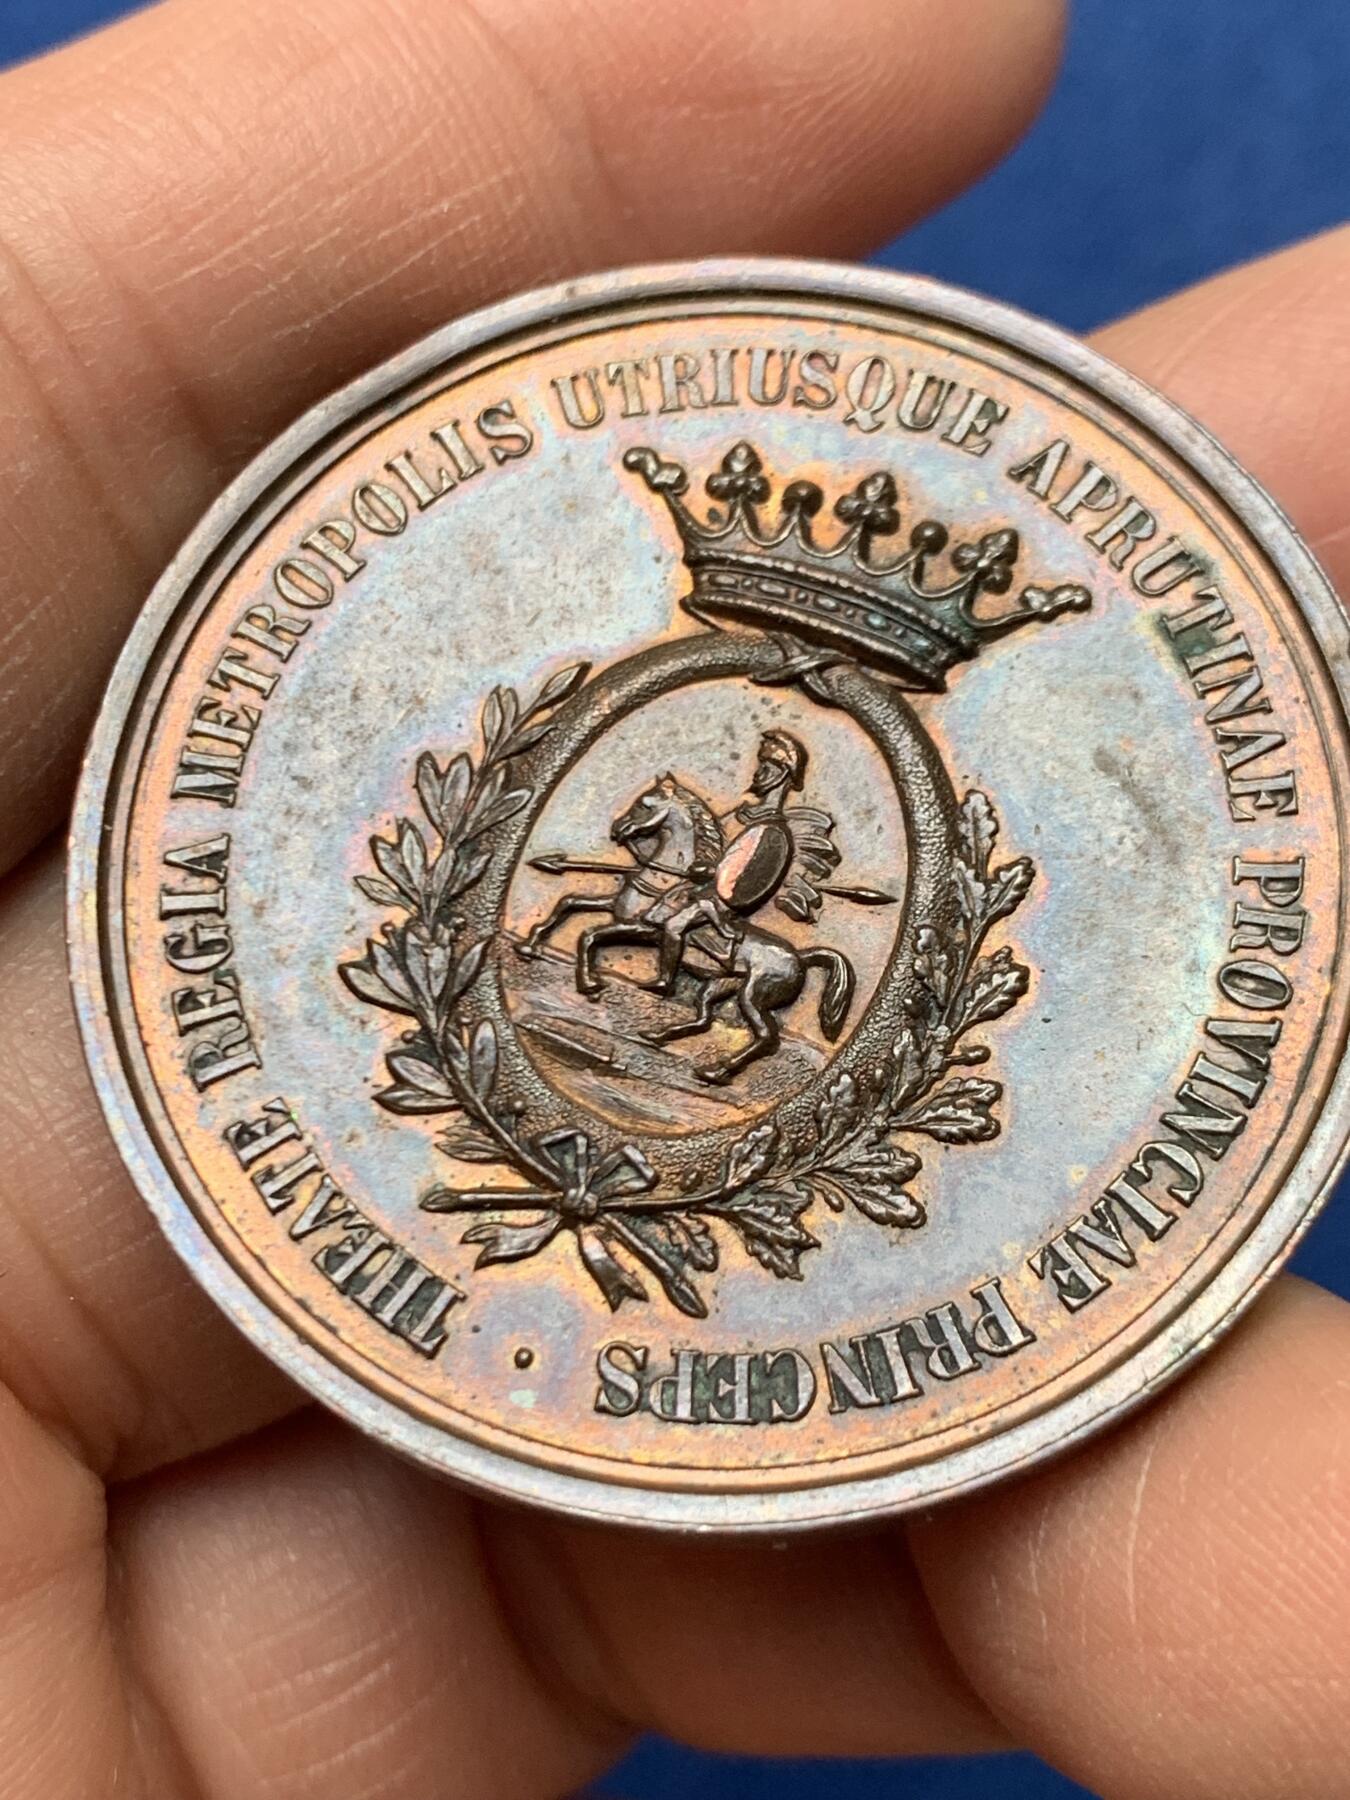 THEATE REGIA METROPOLIS UTRIUSQUE APRUTINAE PROVINCIAE PRINCEPS ·